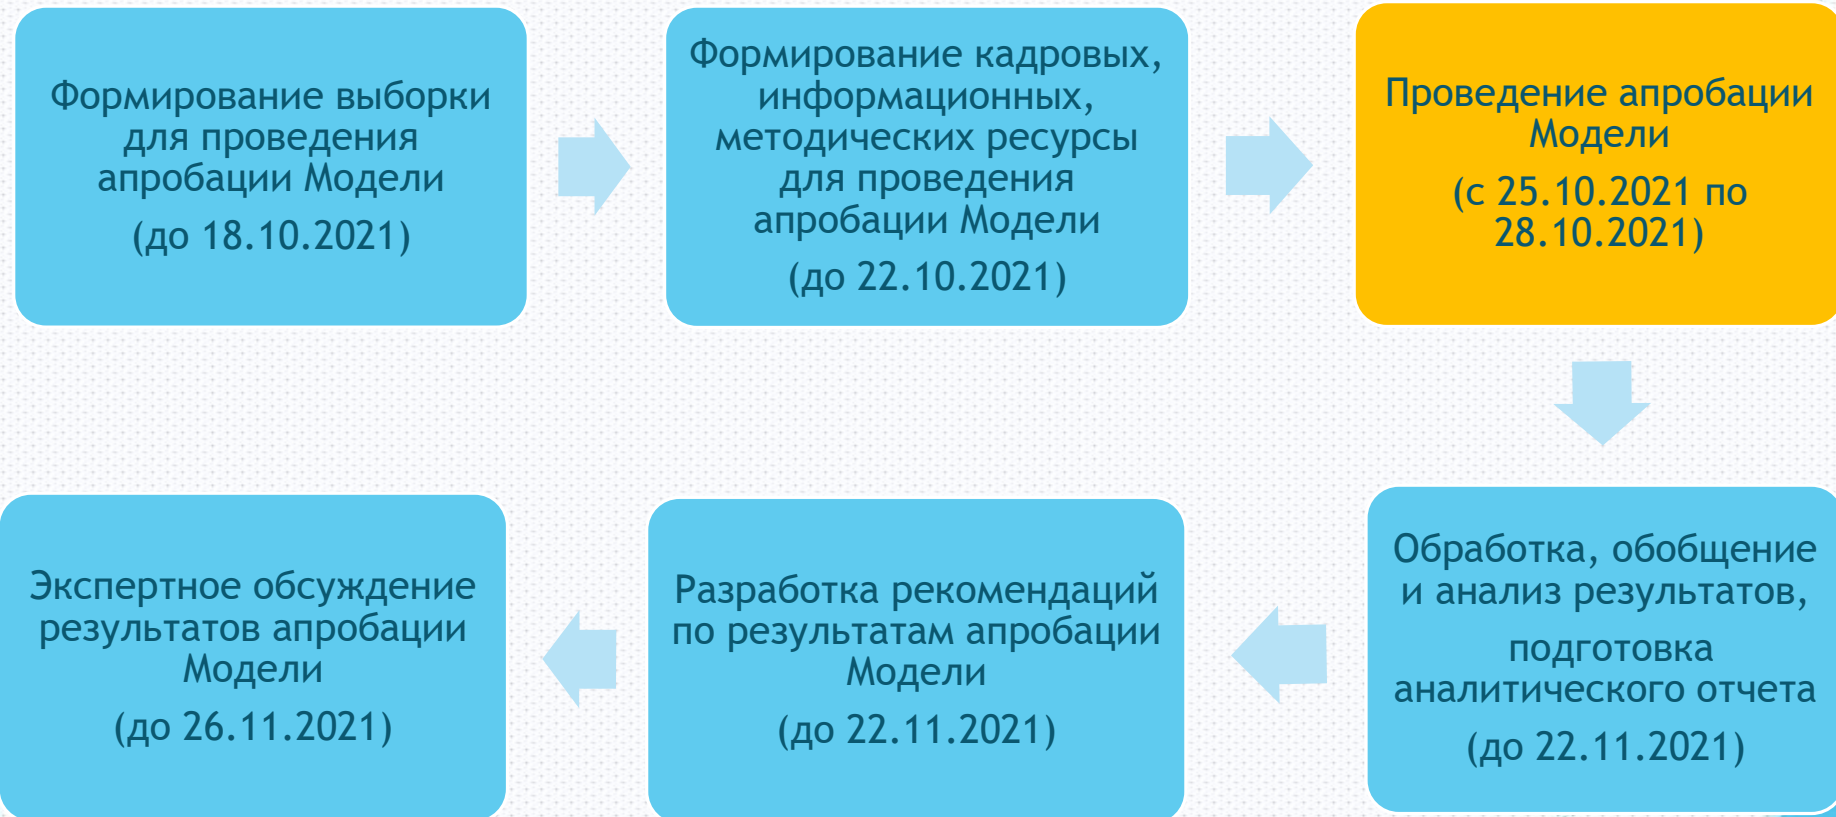 Формирование выборки
для проведения
апробации Модели
(до 18.10.2021)
Формирование кадровых,
информационных,
методических ресурсы
для проведения
апробации Модели
(до 22.10.2021)
Проведение апробации
Модели
(с 25.10.2021 по
28.10.2021)
Обработка, обобщение
и анализ результатов,
подготовка
аналитического отчета
(до 22.11.2021)
Разработка рекомендаций
по результатам апробации
Модели
(до 22.11.2021)
Экспертное обсуждение
результатов апробации
Модели
(до 26.11.2021)